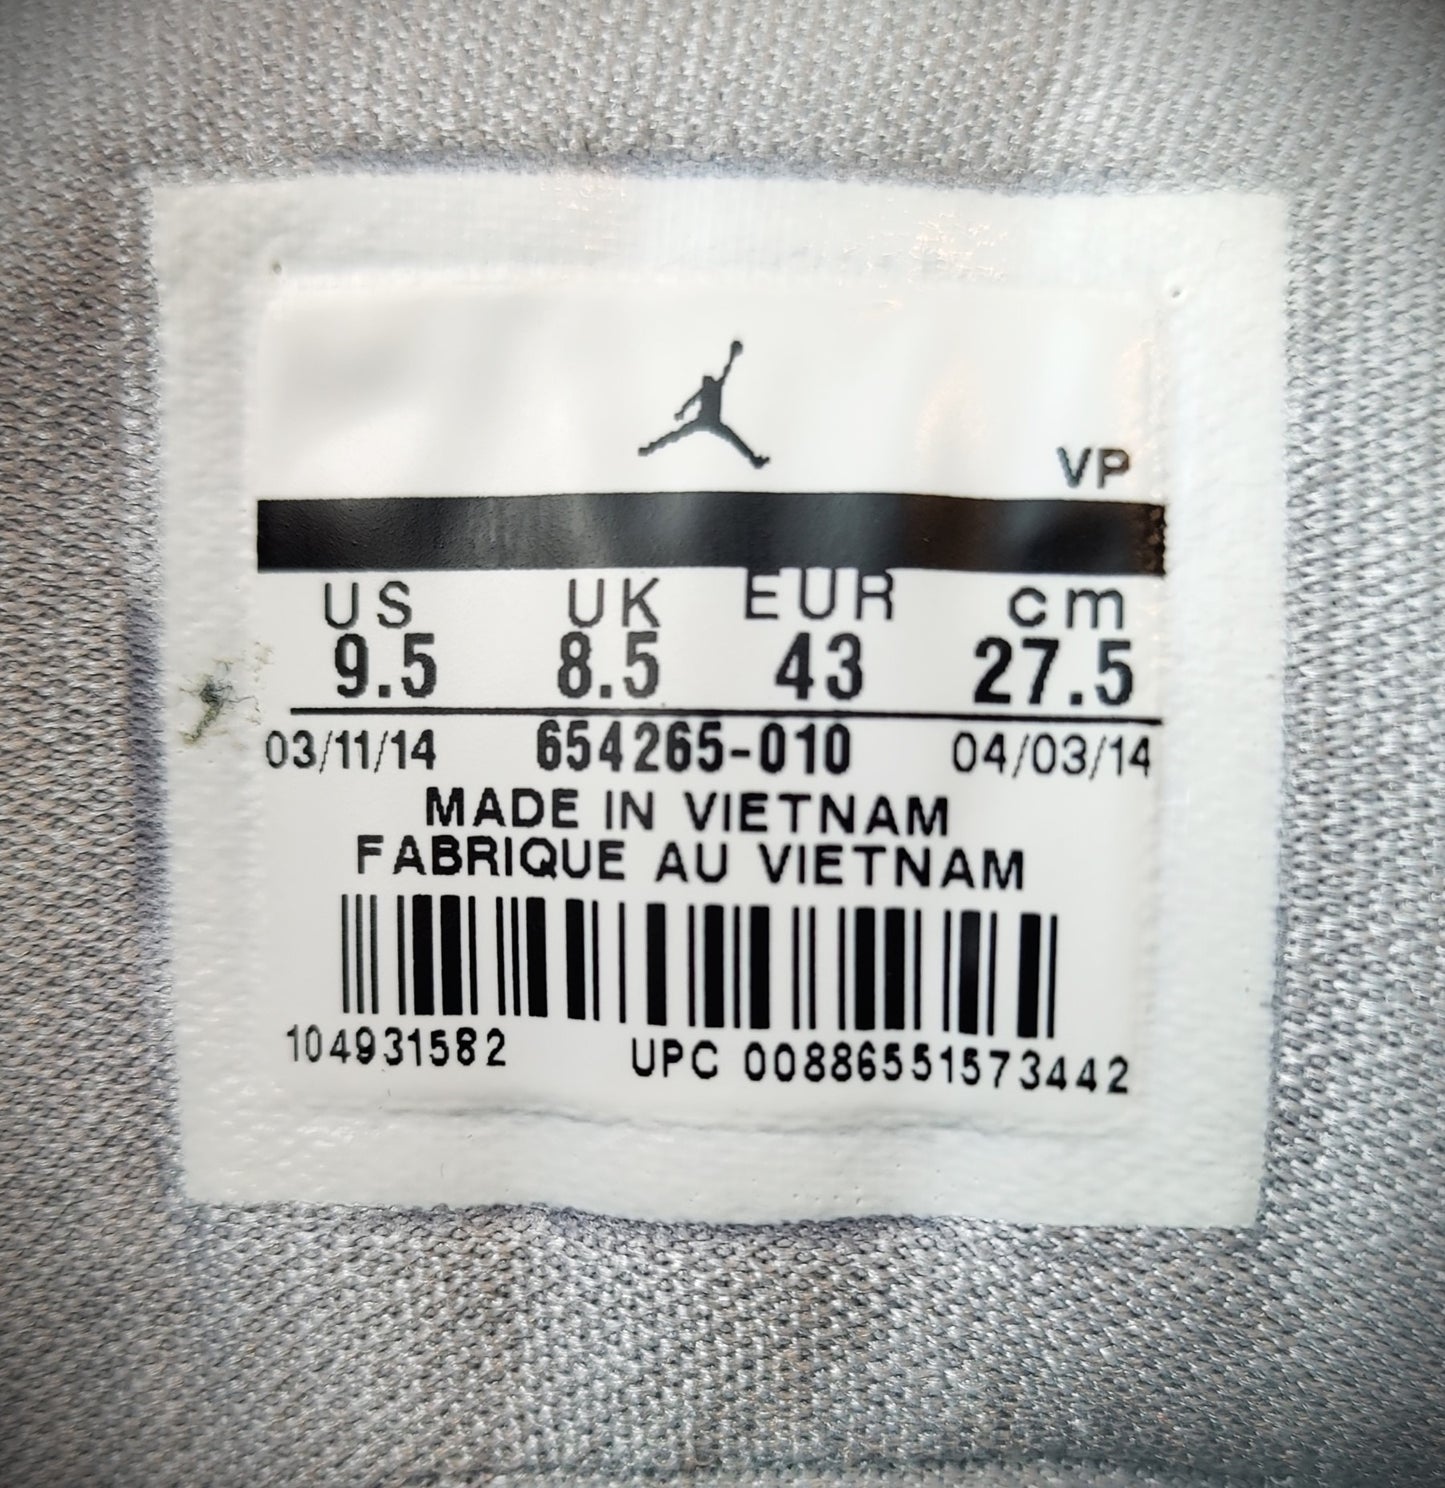 VP
US UK EUR cm
9.5 8.5 43 27.5
03/11/14 654265-010 04/03/14
MADE IN VIETNAM
FABRIQUE AU VIETNAM
104931582 UPC 00886551573442